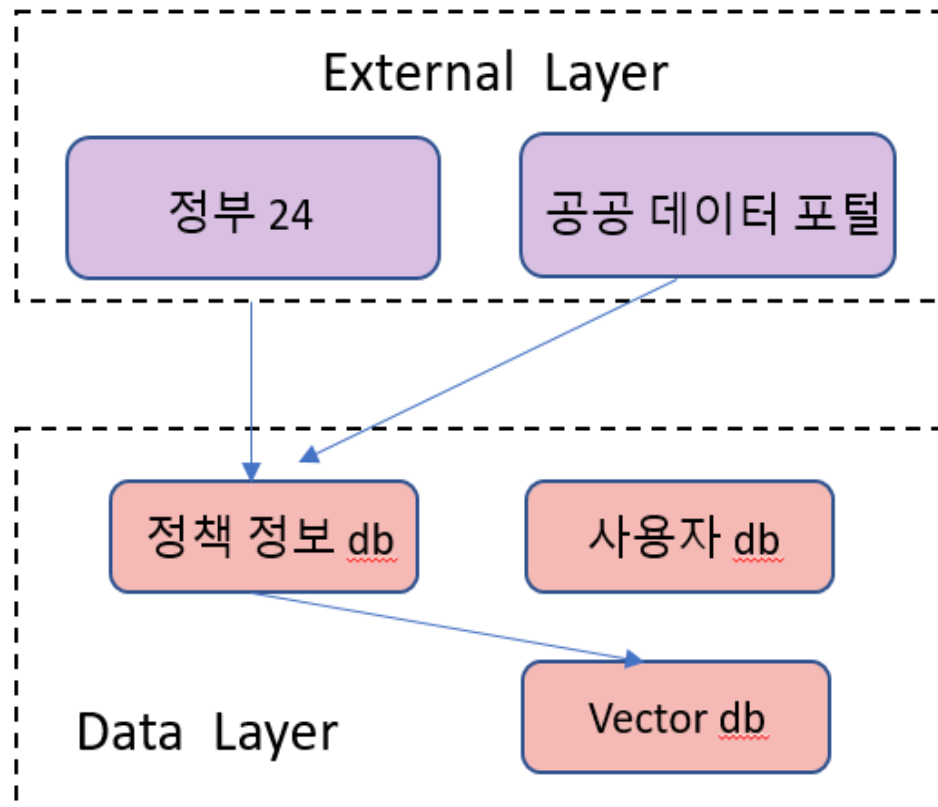 External Layer
정부 24
공공 데이터 포털
정책 정보 db
사용자 db
Vector db
Data Layer